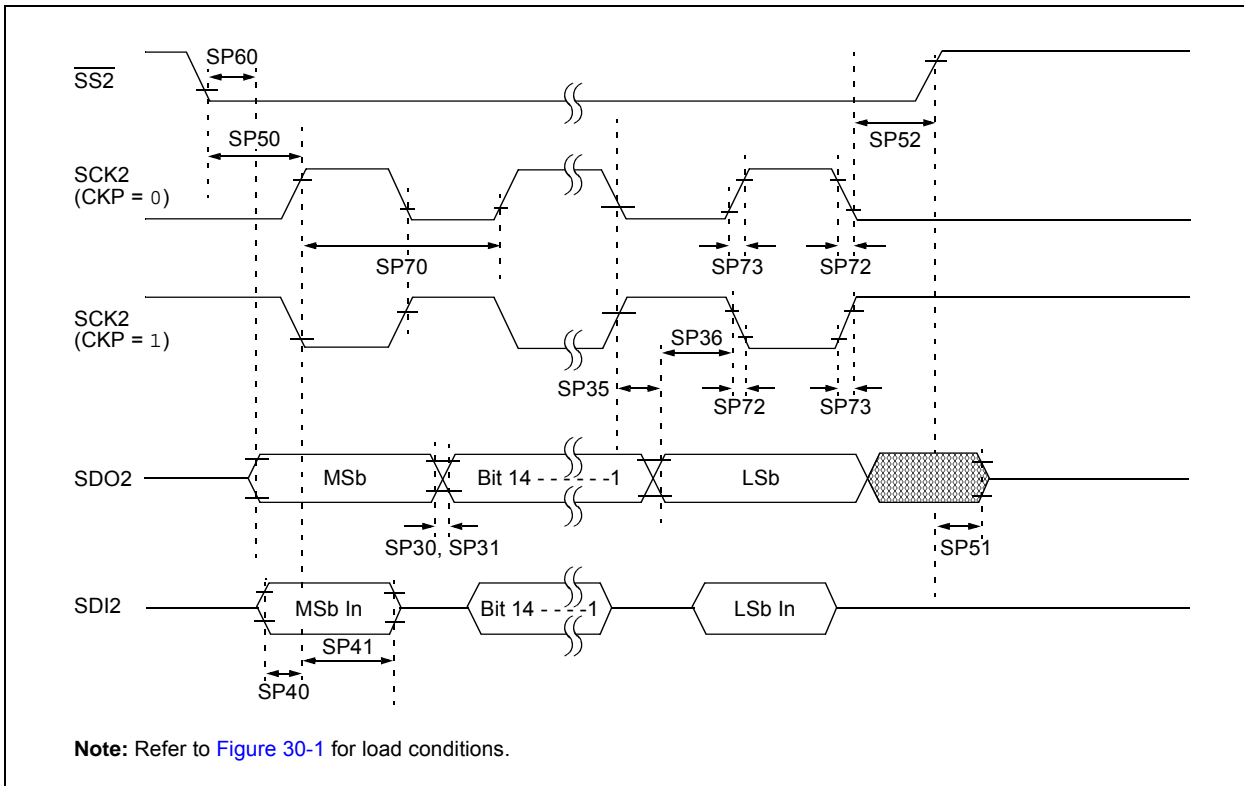 SP60
SS2
SP50
SP52
SCK2
(CKP = 0)
SP70
SP73
SP72
SCK2
(CKP = 1)
SP36
SP35
SP72
SP73
SDO2
MSb
Bit 14 - - - - - -1
LSb
SP30, SP31
SP51
SDI2
MSb In
Bit 14 - - - -1
LSb In
SP41
SP40
Note: Refer to Figure 30-1 for load conditions.